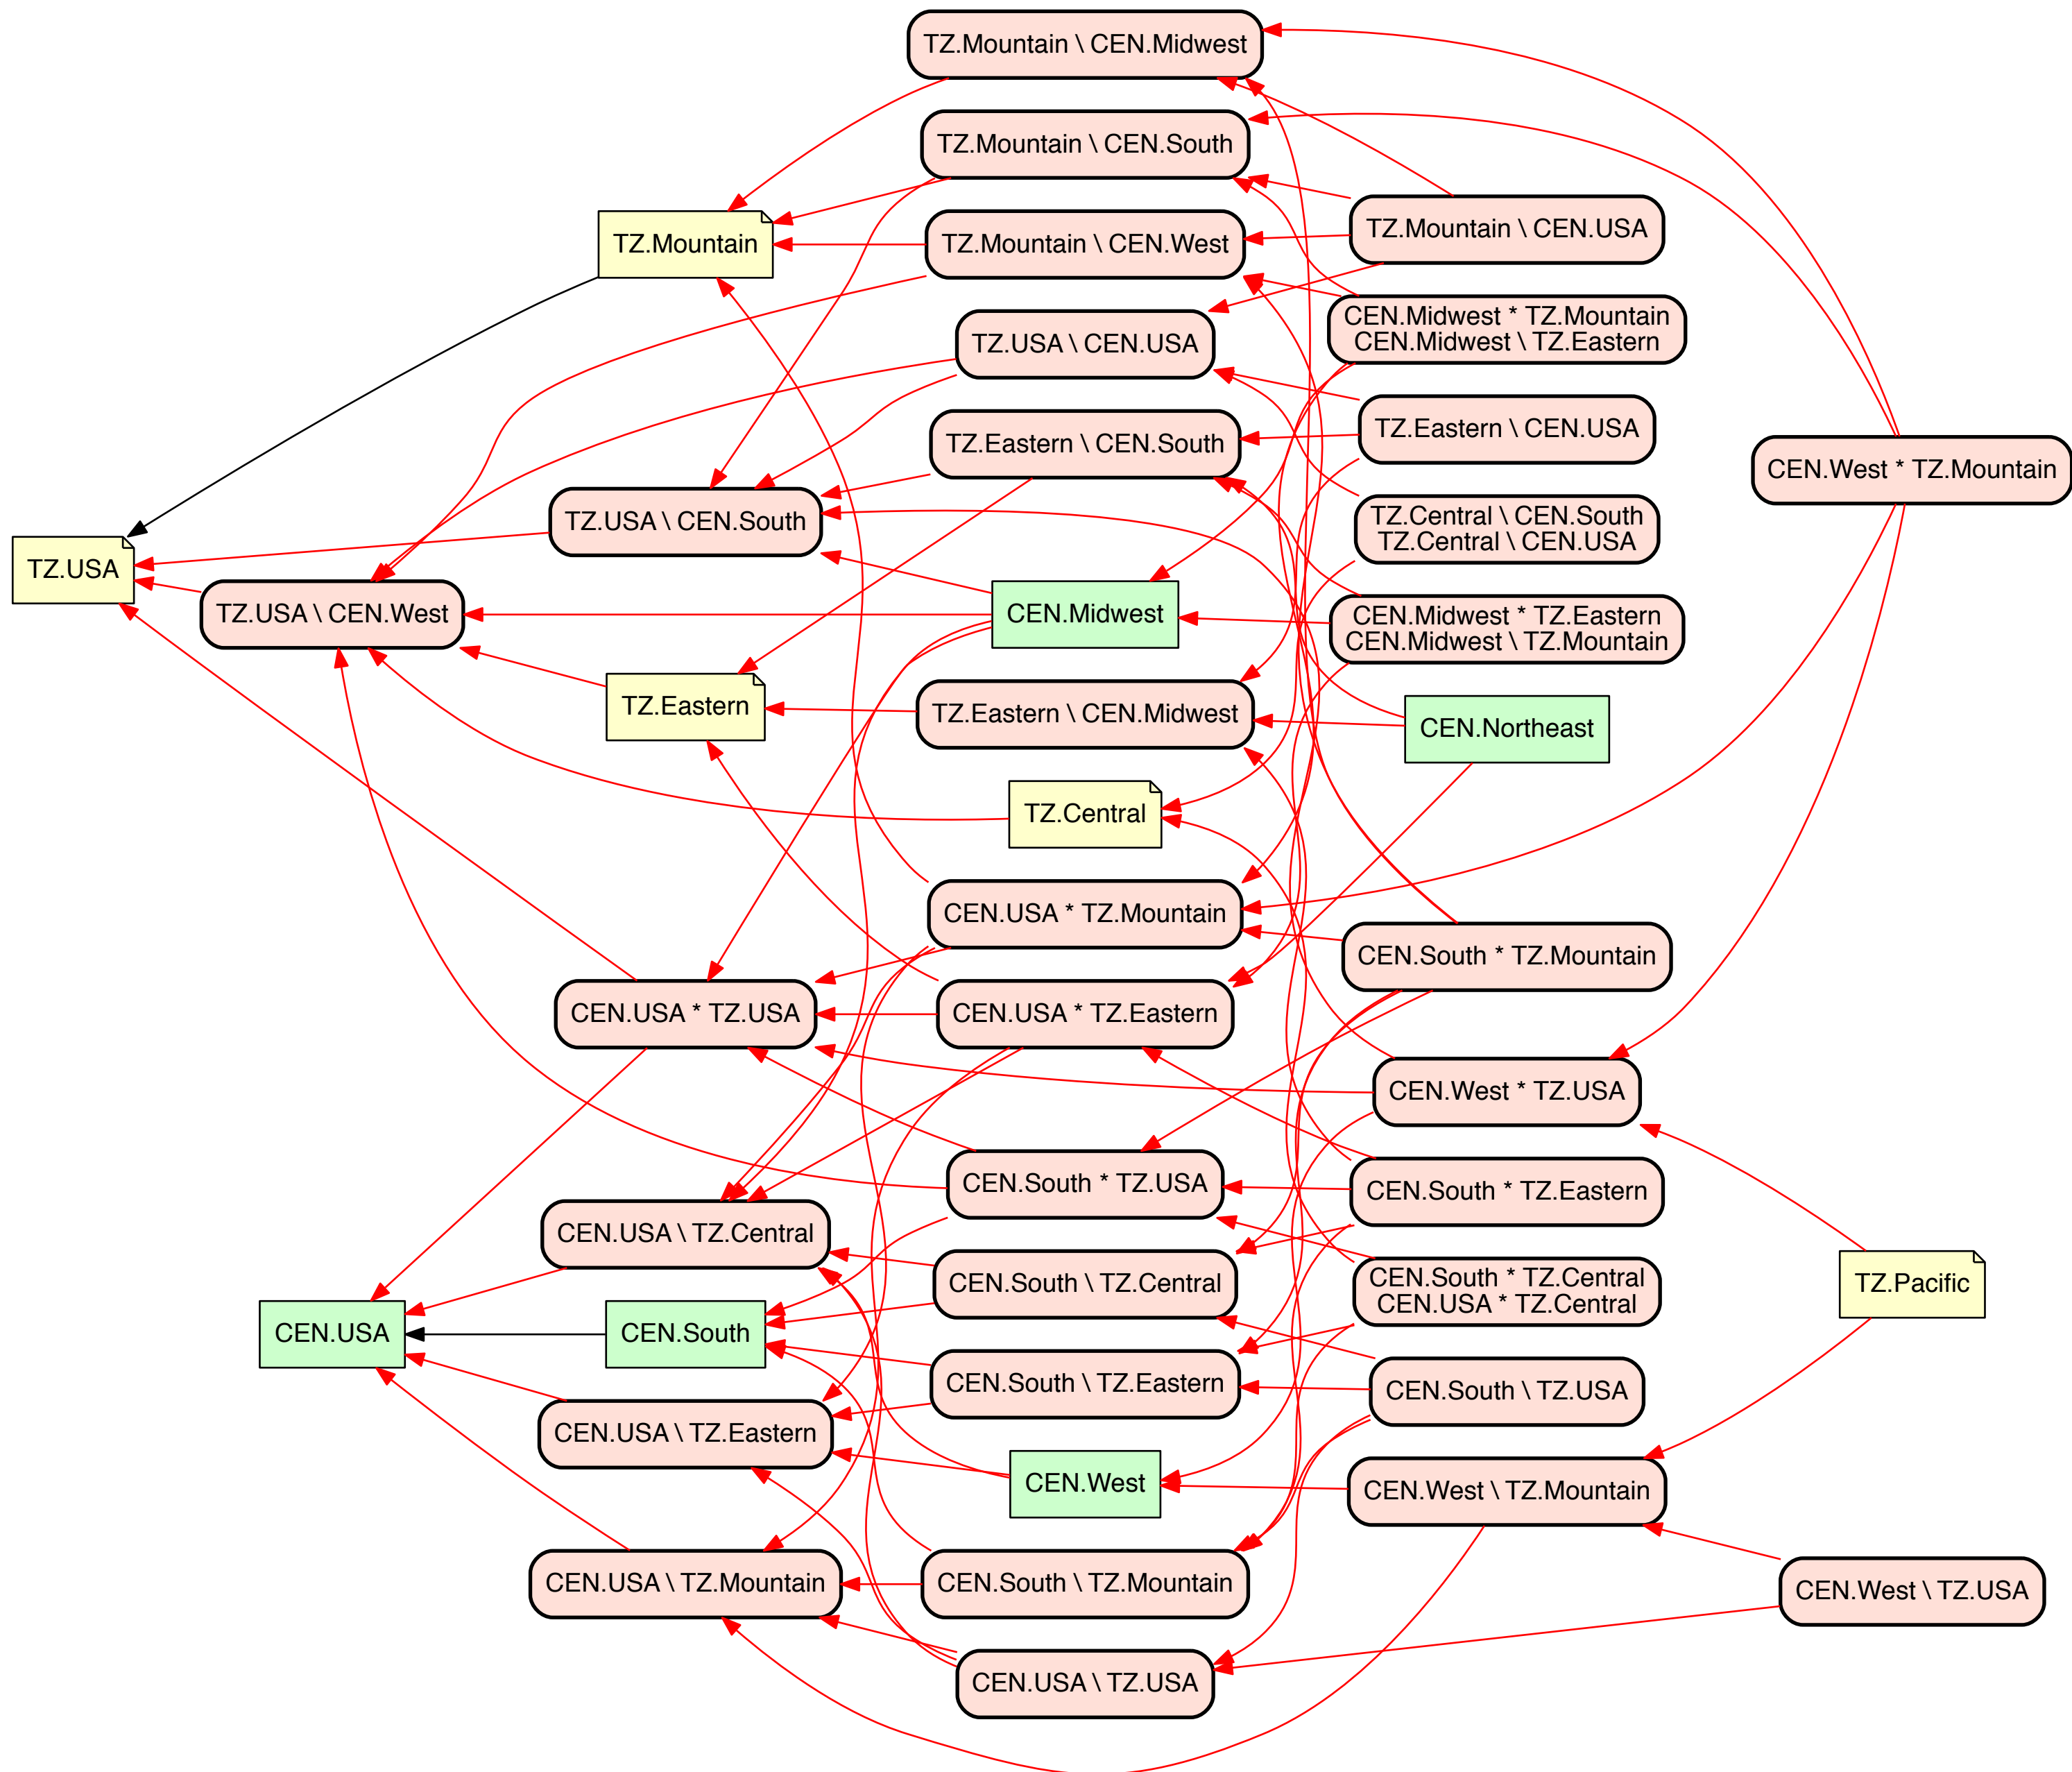 TZ.Mountain \ CEN.Midwest
TZ.Mountain \ CEN.South
TZ.Mountain
TZ.Mountain \ CEN.West
TZ.Mountain \ CEN.USA
TZ.USA \ CEN.USA
CEN.Midwest * TZ.Mountain
CEN.Midwest \ TZ.Eastern
TZ.Eastern \ CEN.South
TZ.Eastern \ CEN.USA
CEN.West * TZ.Mountain
TZ.USA \ CEN.South
TZ.Central \ CEN.South
TZ.Central \ CEN.USA
TZ.USA
TZ.USA \ CEN.West
CEN.Midwest
CEN.Midwest * TZ.Eastern
CEN.Midwest \ TZ.Mountain
TZ.Eastern
TZ.Eastern \ CEN.Midwest
CEN.Northeast
TZ.Central
CEN.USA * TZ.Mountain
CEN.South * TZ.Mountain
CEN.USA * TZ.USA
CEN.USA * TZ.Eastern
CEN.West * TZ.USA
CEN.South * TZ.USA
CEN.South * TZ.Eastern
CEN.USA \ TZ.Central
CEN.South \ TZ.Central
CEN.South * TZ.Central
CEN.USA * TZ.Central
TZ.Pacific
CEN.USA
CEN.South
CEN.South \ TZ.Eastern
CEN.South \ TZ.USA
CEN.USA \ TZ.Eastern
CEN.West
CEN.West \ TZ.Mountain
CEN.USA \ TZ.Mountain
CEN.South \ TZ.Mountain
CEN.West \ TZ.USA
CEN.USA \ TZ.USA